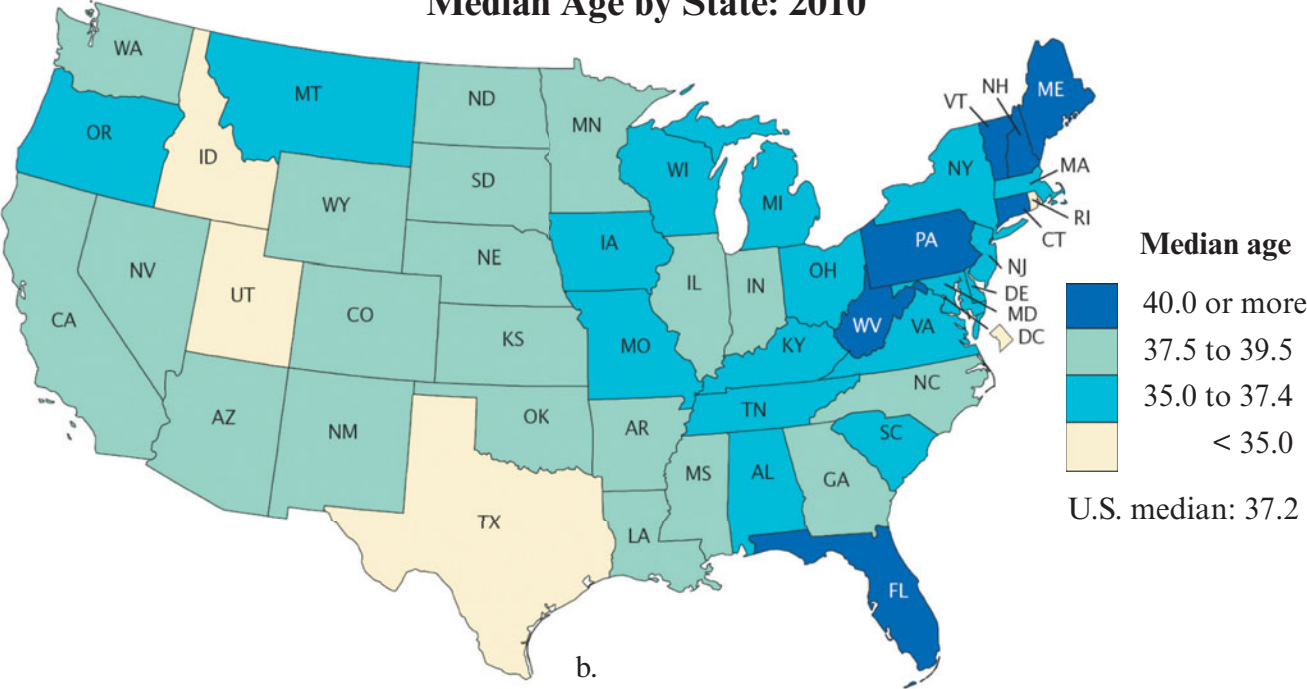 Median Age by State: 2010
WA
MT
ND
MN
OR
ID
WY
SD
WI
MI
NY
VT
NH
ME
MA
RI
CT
NV
UT
CO
NE
IA
IL
IN
OH
PA
NJ
DE
MD
DC
CA
KS
MO
KY
WV
VA
AZ
NM
OK
AR
TN
NC
SC
TX
LA
MS
AL
GA
FL
Median age
40.0 or more
37.5 to 39.5
35.0 to 37.4
< 35.0
U.S. median: 37.2
b.